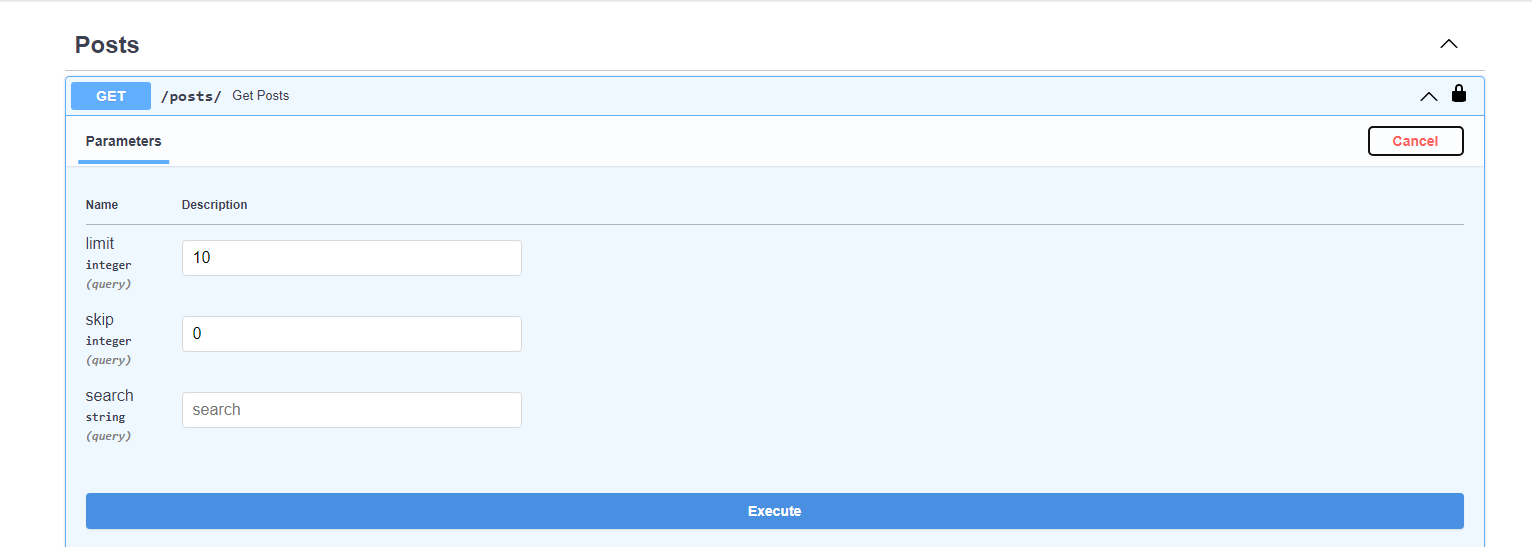 Posts
GET /posts/ Get Posts
Parameters Cancel
Name Description
limit
integer
(query)
10
skip
integer
(query)
0
search
string
(query)
search
Execute